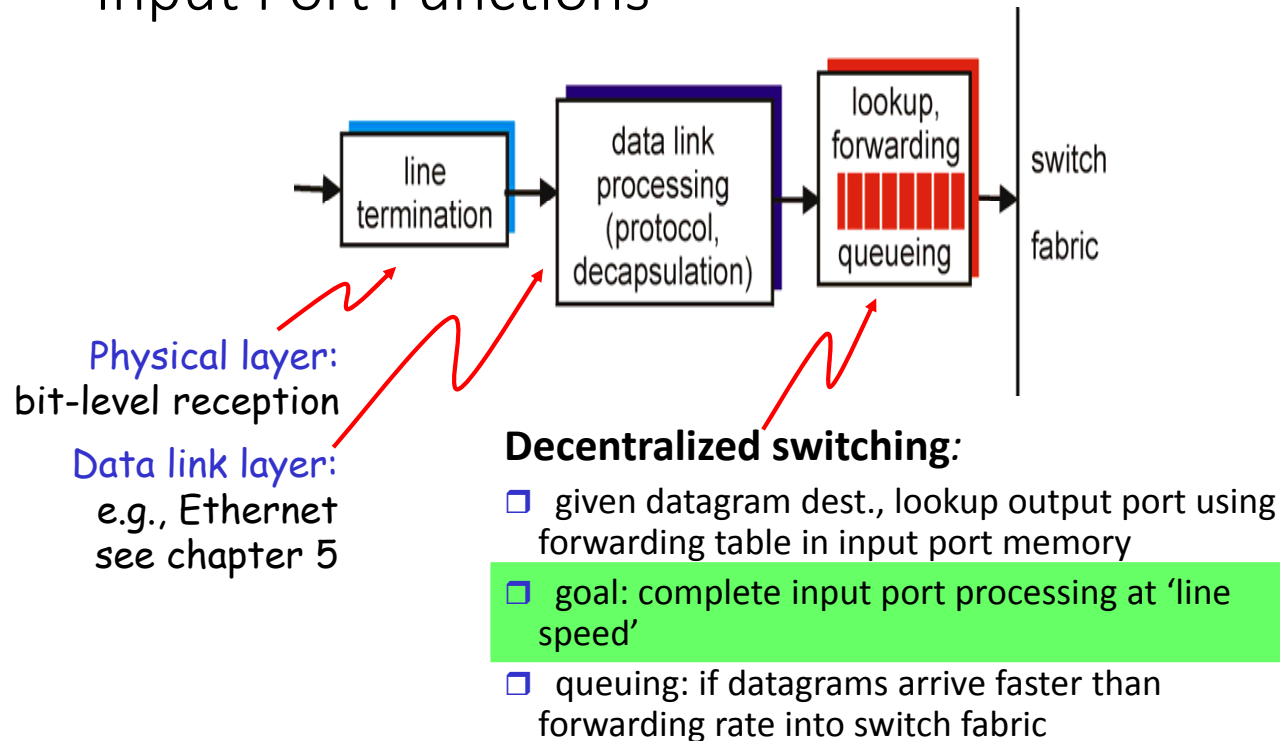 Input Port Functions
line
termination
data link
processing
(protocol,
decapsulation)
lookup,
forwarding
queueing
switch
fabric
Physical layer:
bit-level reception
Data link layer:
e.g., Ethernet
see chapter 5
Decentralized switching:
given datagram dest., lookup output port using
forwarding table in input port memory
goal: complete input port processing at ‘line
speed’
queuing: if datagrams arrive faster than
forwarding rate into switch fabric